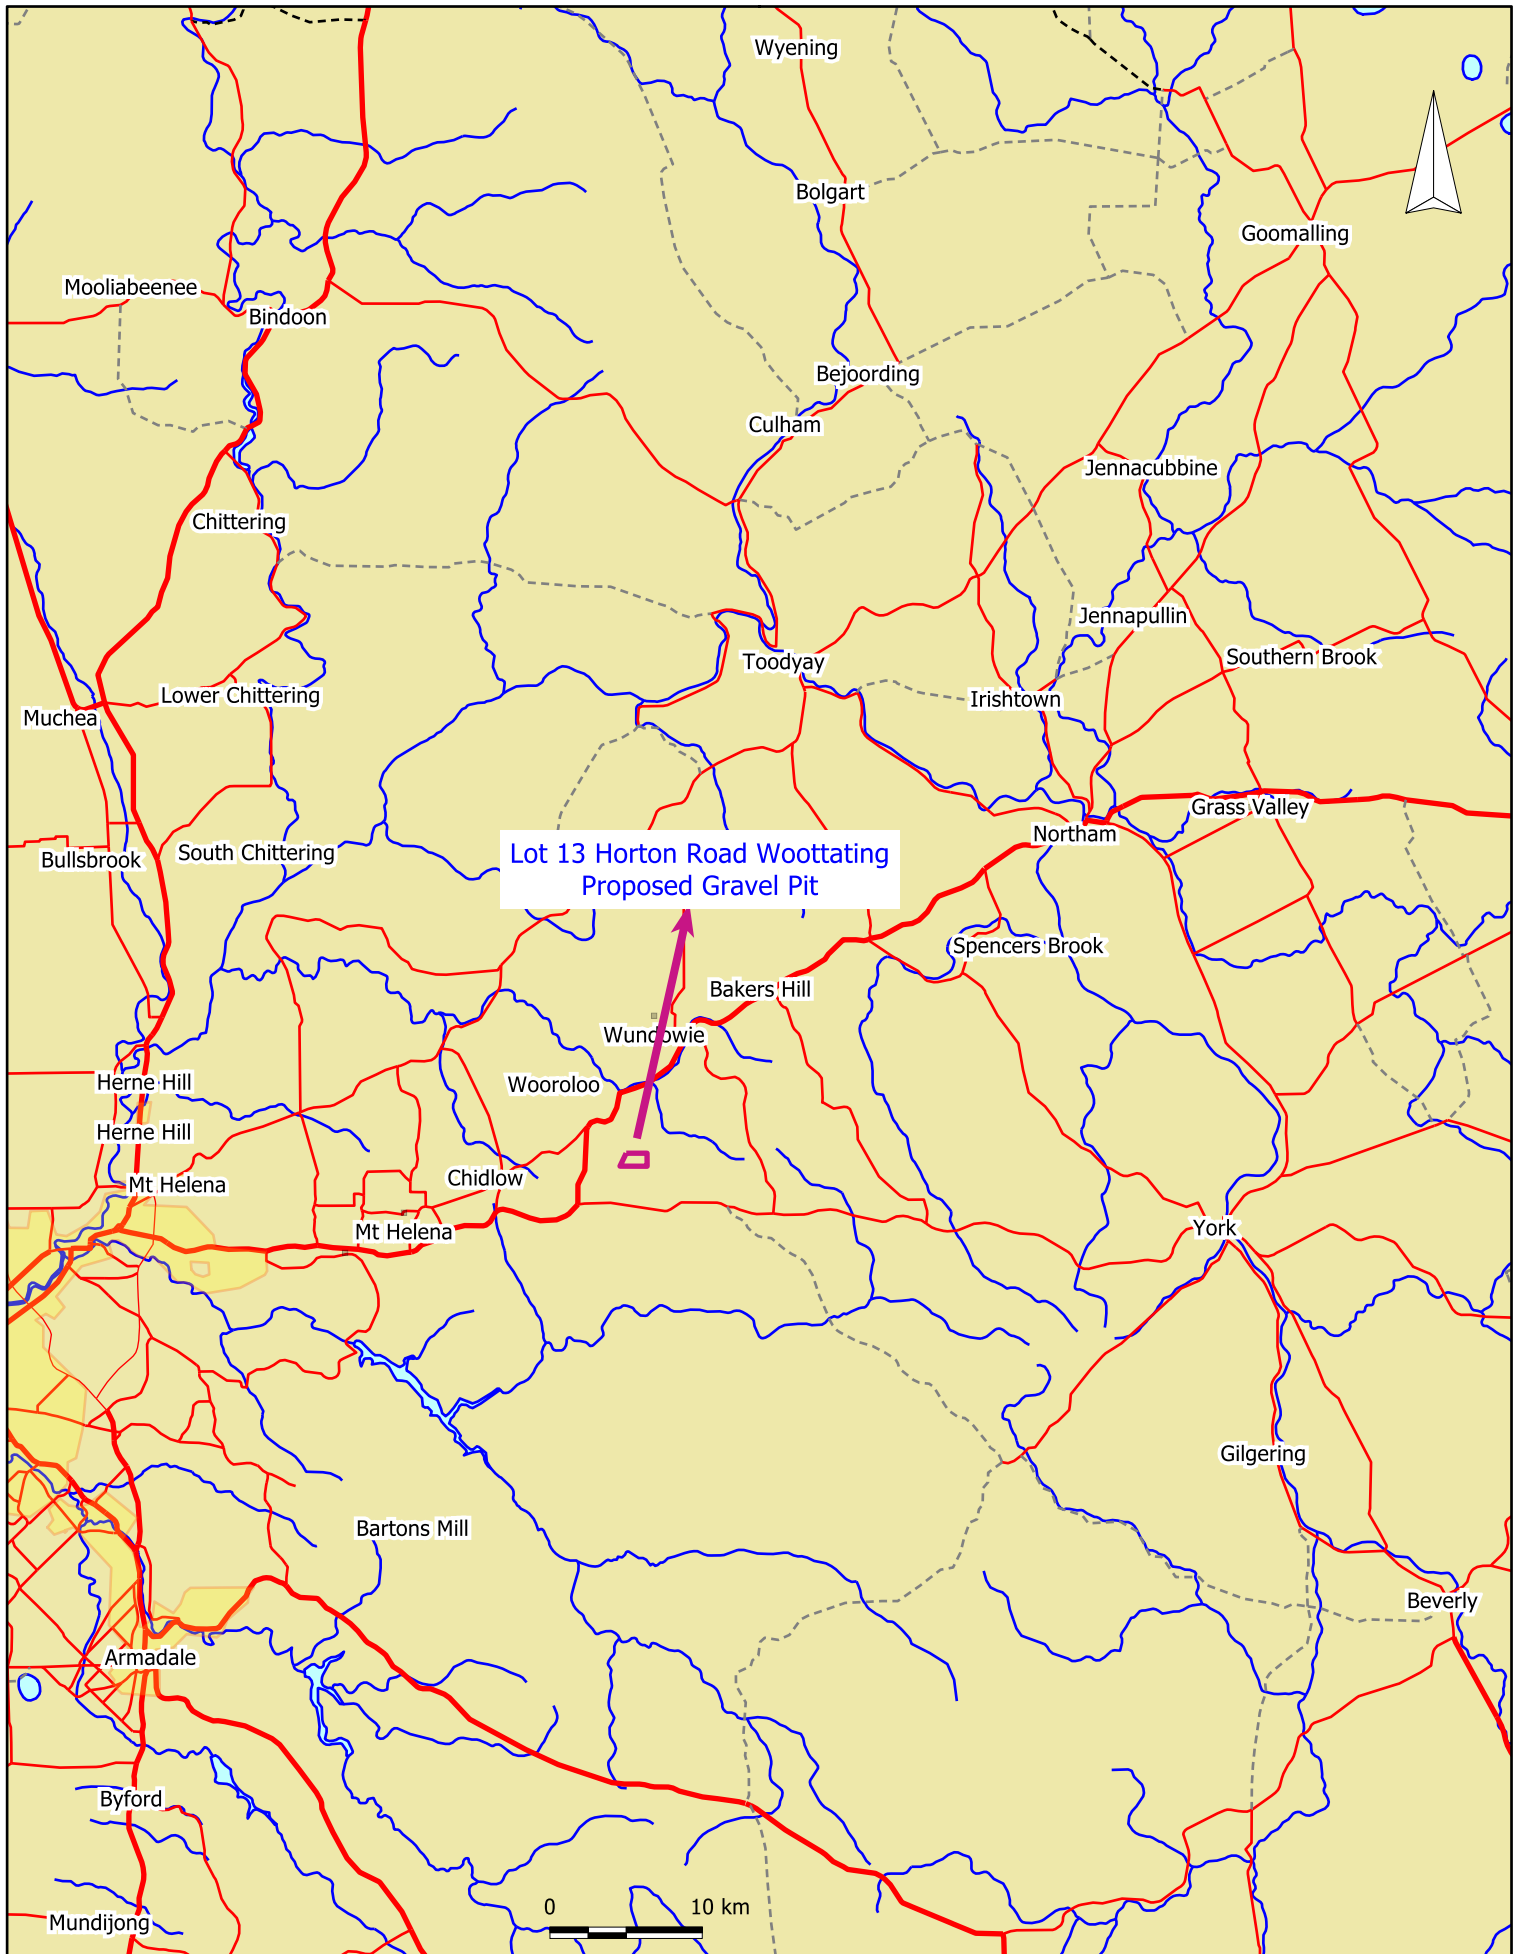 Wyening
Bolgart
Goomalling
Mooliabeenee
Bindoon
Bejoording
Culham
Jennacubbine
Chittering
Jennapullin
Southern Brook
Toodyay
Lower Chittering
Irishtown
Muchea
Grass Valley
Northam
Bullsbrook
South Chittering
Lot 13 Horton Road Woottating
Proposed Gravel Pit
Spencers Brook
Bakers Hill
Wundowie
Herne Hill
Wooroloo
Herne Hill
Chidlow
Mt Helena
Mt Helena
York
Gilgering
Bartons Mill
Beverly
Armadale
Byford
0 10 km
Mundijong